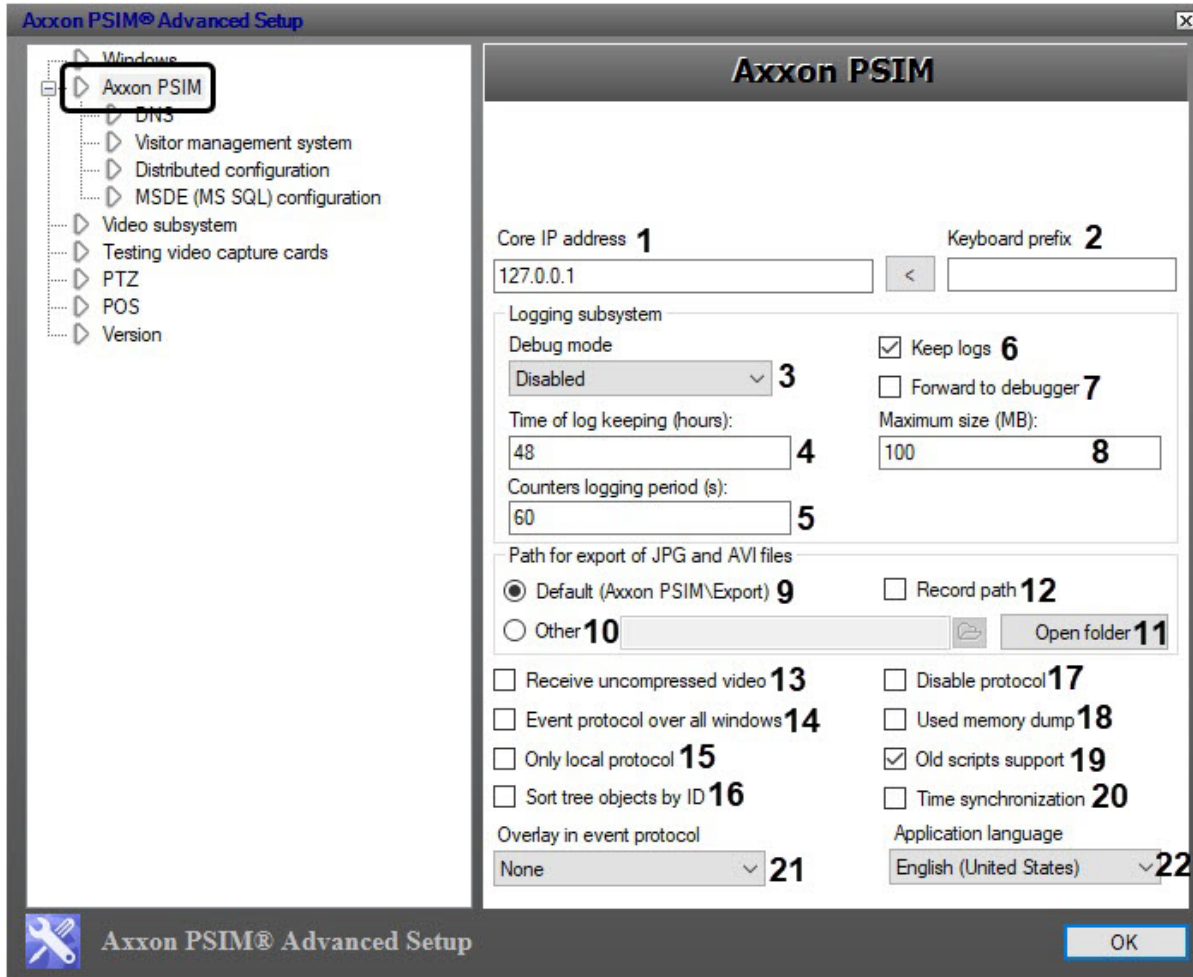 Axxon PSIM® Advanced Setup
Windows
Axxon PSIM
DNS
Visitor management system
Distributed configuration
MSDE (MS SQL) configuration
Video subsystem
Testing video capture cards
PTZ
POS
Version
Axxon PSIM
Core IP address 1
Keyboard prefix 2
127.0.0.1
<
Logging subsystem
Debug mode
Keep logs 6
Disabled 3
Forward to debugger 7
Time of log keeping (hours):
Maximum size (MB):
48 4
100 8
Counters logging period (s):
60 5
Path for export of JPG and AVI files
Default (Axxon PSIM\Export) 9
Record path 12
Other 10
Open folder 11
Receive uncompressed video 13
Disable protocol 17
Event protocol over all windows 14
Used memory dump 18
Only local protocol 15
Old scripts support 19
Sort tree objects by ID 16
Time synchronization 20
Overlay in event protocol
Application language
None 21
English (United States) 22
Axxon PSIM® Advanced Setup
OK